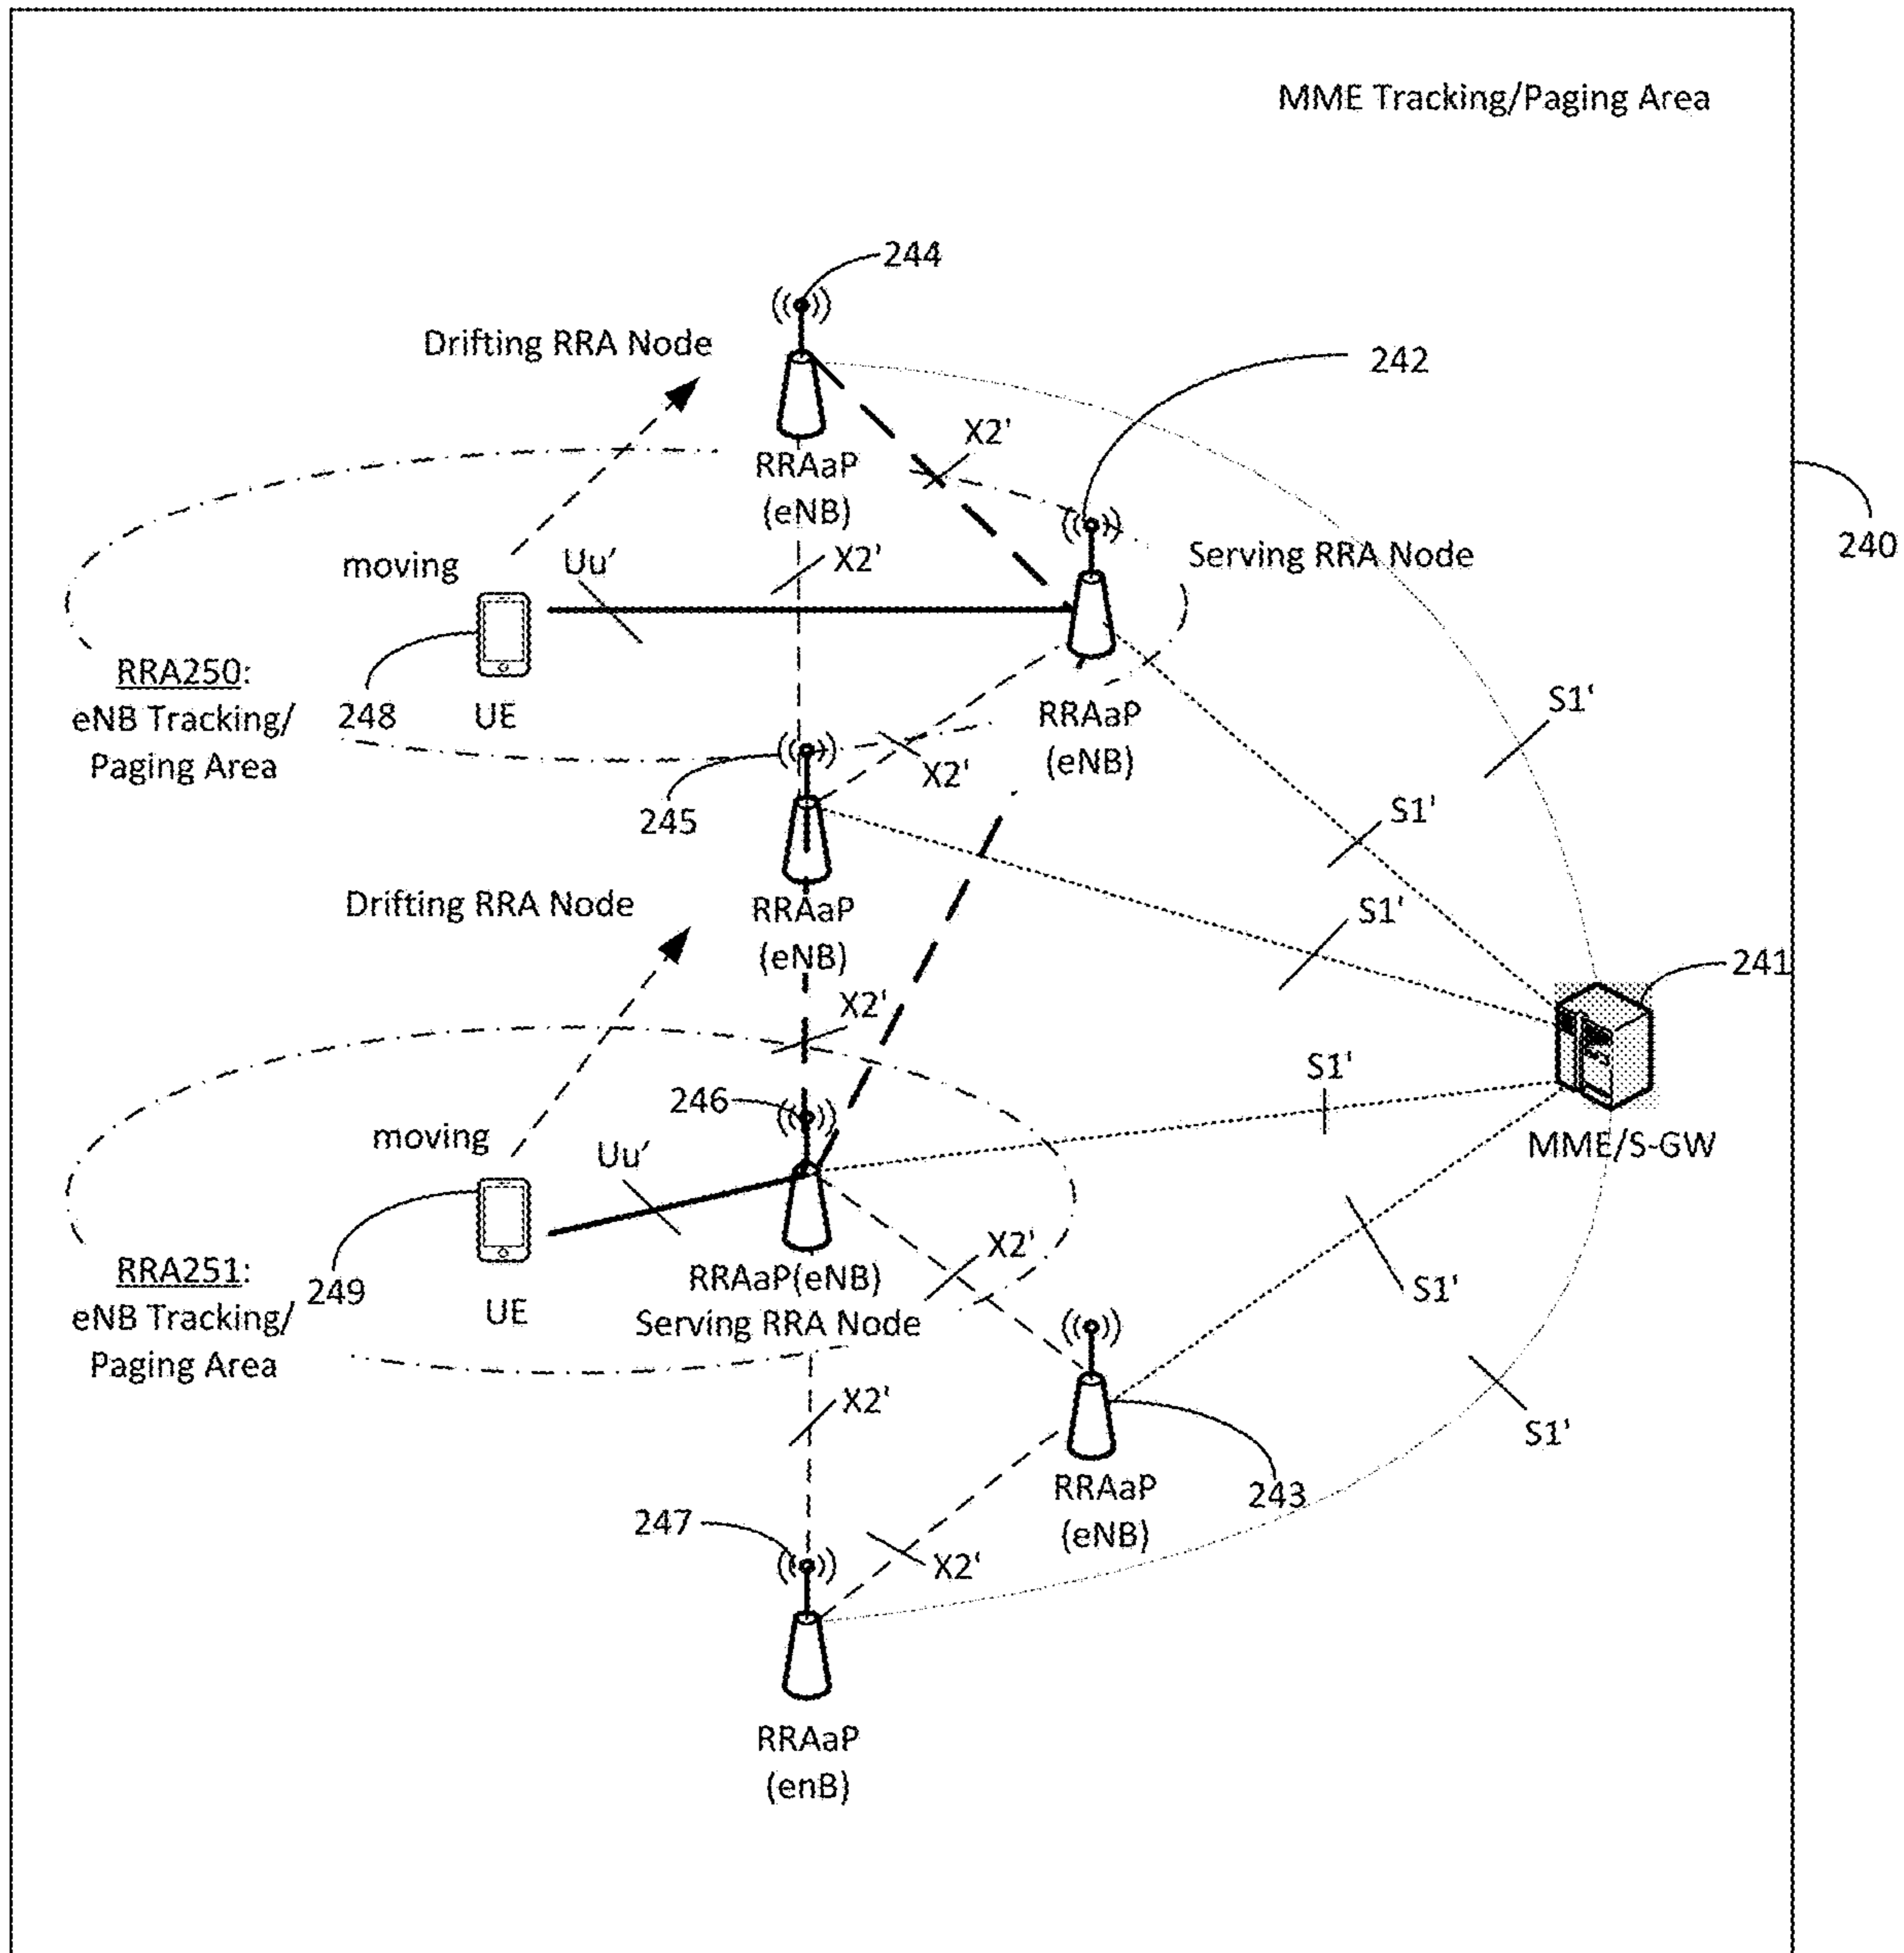 MME Tracking/Paging Area
244
Drifting RRA Node
242
X2'
RRAaP
(eNB)
240
moving
Uu'
X2'
Serving RRA Node
RRA250:
eNB Tracking/
Paging Area
248
UE
RRAaP
(eNB)
S1'
X2'
245
S1'
S1'
Drifting RRA Node
RRAaP
(eNB)
241
X2'
S1'
246
moving
Uu'
MME/S-GW
X2'
RRA251:
eNB Tracking/
Paging Area
249
UE
RRAaP(eNB)
Serving RRA Node
S1'
X2'
S1'
RRAaP
(eNB)
243
247
X2'
RRAaP
(enB)